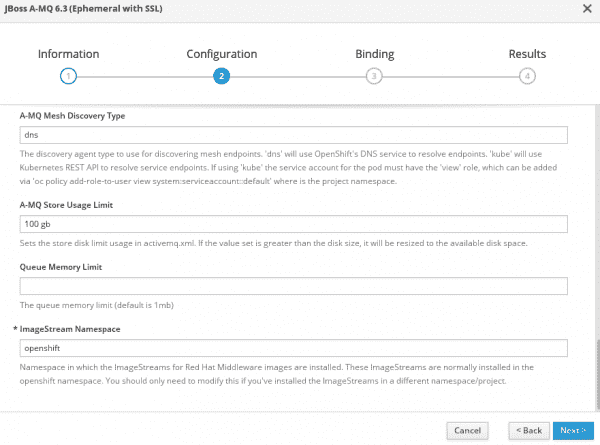 JBoss A-MQ 6.3 (Ephemeral with SSL)
Information
Configuration
Binding
Results
1
2
3
4
A-MQ Mesh Discovery Type
dns
The discovery agent type to use for discovering mesh endpoints. 'dns' will use OpenShift's DNS service to resolve endpoints. 'kube' will use
Kubernetes REST API to resolve service endpoints. If using 'kube' the service account for the pod must have the 'view' role, which can be added
via 'oc policy add-role-to-user view system:serviceaccount::default' where is the project namespace.
A-MQ Store Usage Limit
100 gb
Sets the store disk limit usage in activemq.xml. If the value set is greater than the disk size, it will be resized to the available disk space.
Queue Memory Limit
The queue memory limit (default is 1mb)
* ImageStream Namespace
openshift
Namespace in which the ImageStreams for Red Hat Middleware images are installed. These ImageStreams are normally installed in the
openshift namespace. You should only need to modify this if you've installed the ImageStreams in a different namespace/project.
Cancel
< Back
Next >